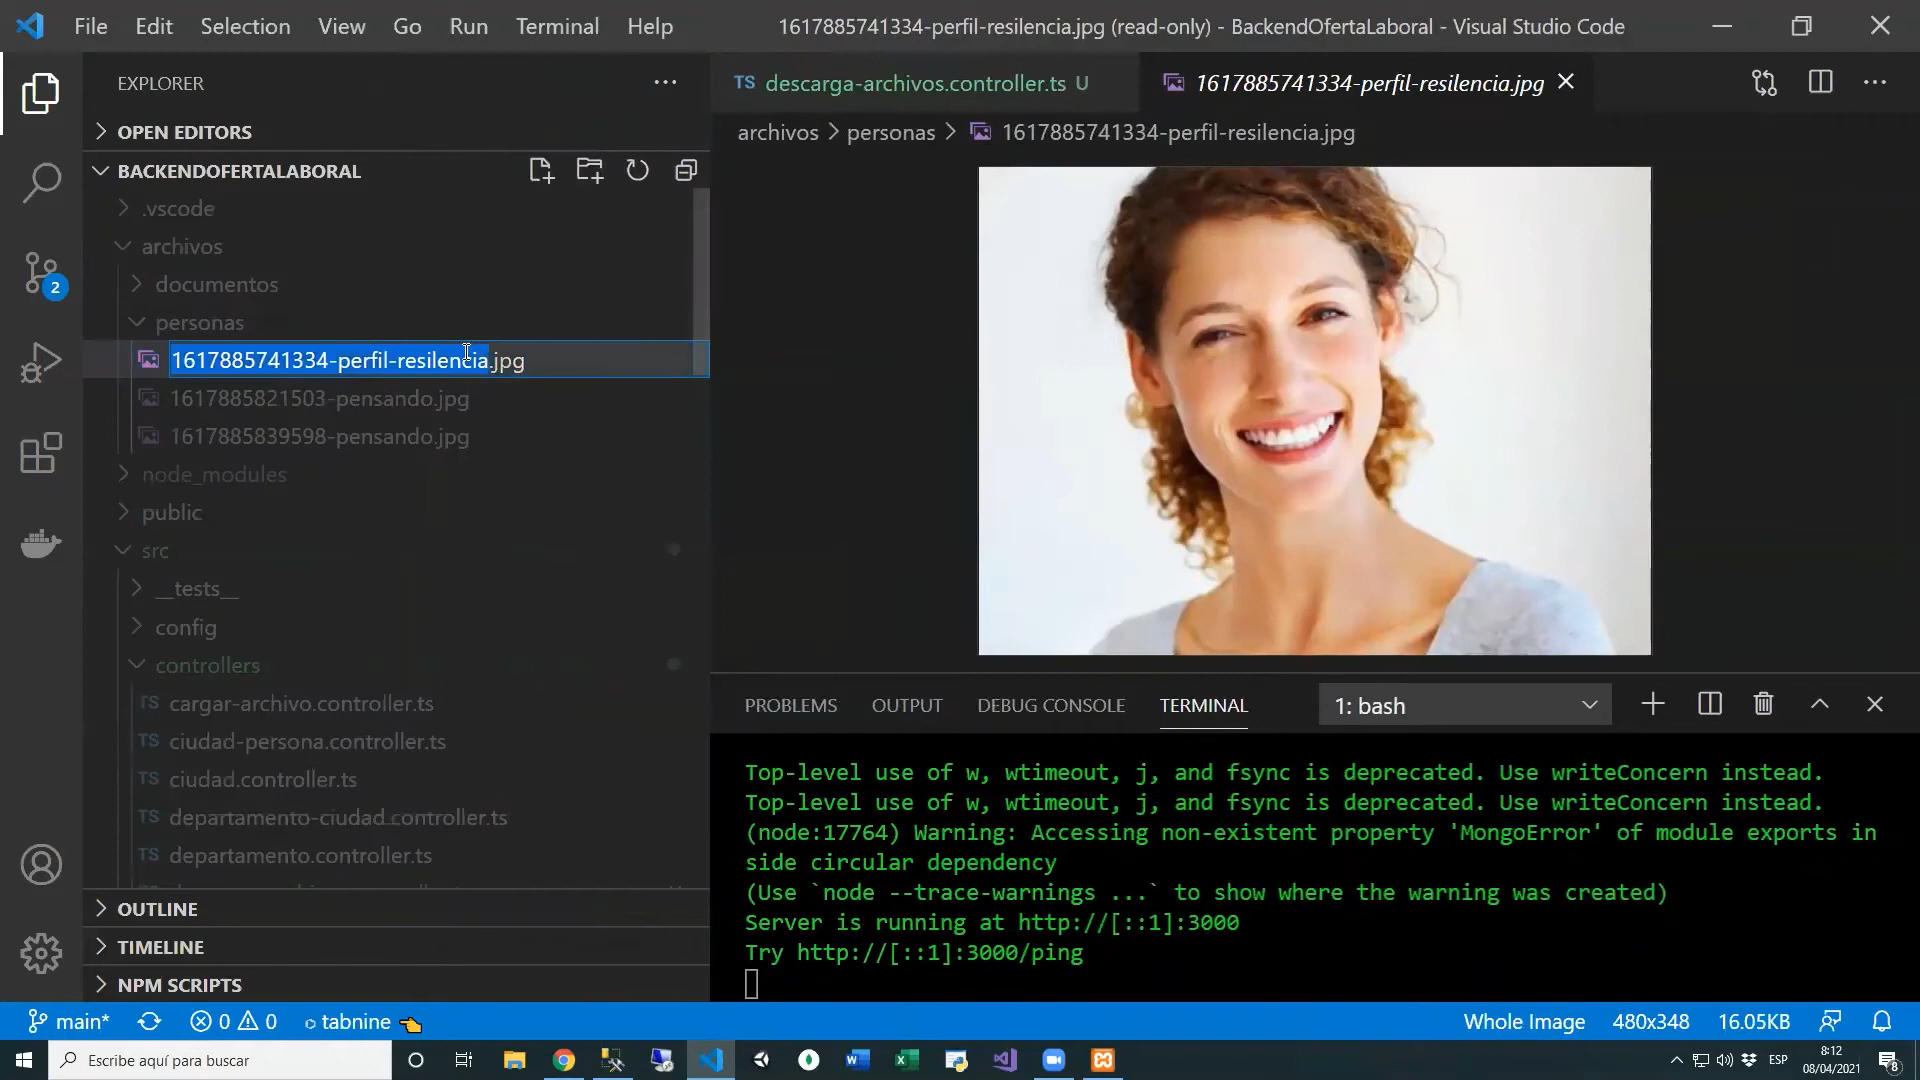 File Edit Selection View Go Run Terminal Help
1617885741334-perfil-resilencia.jpg (read-only) - BackendOfertaLaboral - Visual Studio Code
EXPLORER
OPEN EDITORS
BACKENDOFERTALABORAL
.vscode
archivos
documentos
personas
1617885741334-perfil-resilencia.jpg
1617885821503-pensando.jpg
1617885839598-pensando.jpg
node_modules
public
src
__tests__
config
controllers
TS cargar-archivo.controller.ts
TS ciudad-persona.controller.ts
TS ciudad.controller.ts
TS departamento-ciudad.controller.ts
TS departamento.controller.ts
OUTLINE
TIMELINE
NPM SCRIPTS
2
TS descarga-archivos.controller.ts U
1617885741334-perfil-resilencia.jpg
archivos > personas > 1617885741334-perfil-resilencia.jpg
PROBLEMS OUTPUT DEBUG CONSOLE TERMINAL 1: bash
Top-level use of w, wtimeout, j, and fsync is deprecated. Use writeConcern instead.
Top-level use of w, wtimeout, j, and fsync is deprecated. Use writeConcern instead.
(node:17764) Warning: Accessing non-existent property 'MongoError' of module exports in
side circular dependency
(Use `node --trace-warnings ...` to show where the warning was created)
Server is running at http://[::1]:3000
Try http://[::1]:3000/ping
main* 0 0 tabnine Whole Image 480x348 16.05KB
Escribe aquí para buscar
ESP
8:12
08/04/2021
8